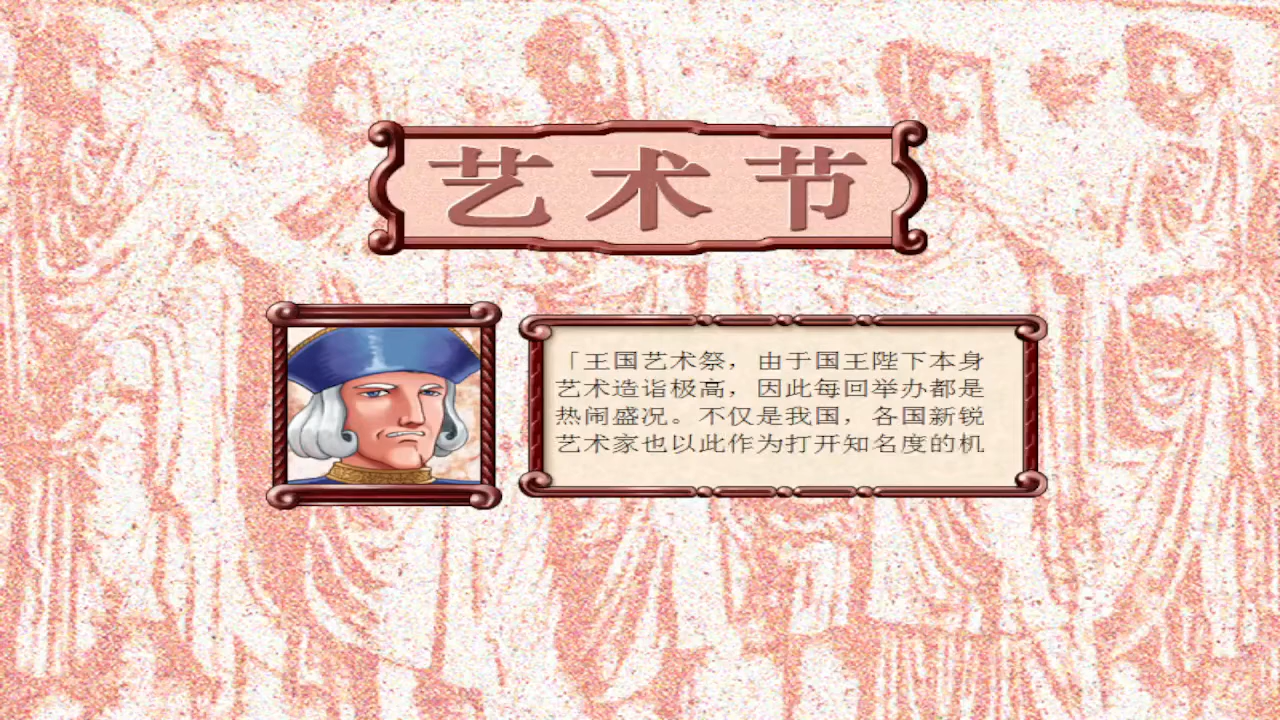 艺术节
「王国艺术祭，由于国王陛下本身
艺术造诣极高，因此每回举办都是
热闹盛况。不仅是我国，各国新锐
艺术家也以此作为打开知名度的机